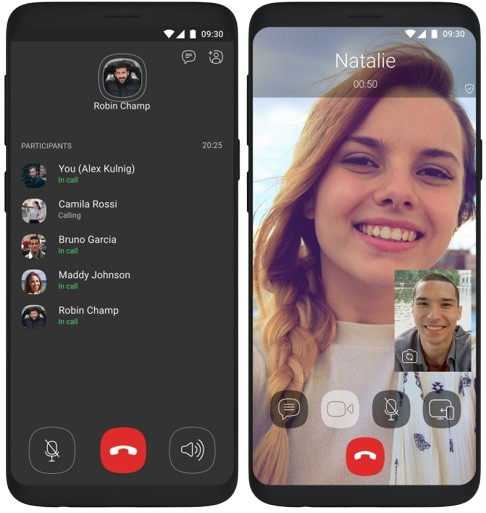 09:30
Robin Champ
PARTICIPANTS 20:25
You (Alex Kulnig)
In call
Camila Rossi
Calling
Bruno Garcia
In call
Maddy Johnson
In call
Robin Champ
In call
09:30
Natalie
00:50